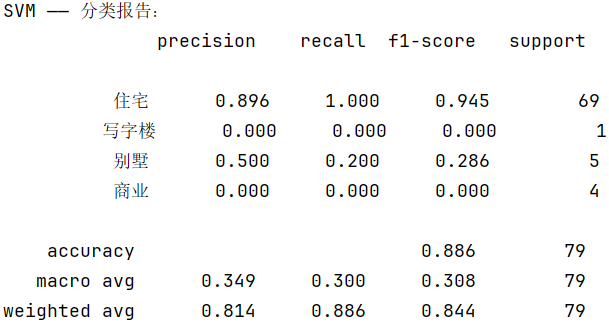 SVM —— 分类报告:
precision recall f1-score support
住宅 0.896 1.000 0.945 69
写字楼 0.000 0.000 0.000 1
别墅 0.500 0.200 0.286 5
商业 0.000 0.000 0.000 4
accuracy 0.886 79
macro avg 0.349 0.300 0.308 79
weighted avg 0.814 0.886 0.844 79